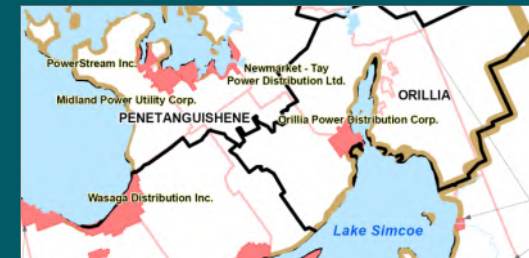 PowerStream Inc.
Newmarket - Tay
Power Distribution Ltd.
Midland Power Utility Corp.
ORILLIA
PENETANGUISHENE
Orillia Power Distribution Corp.
Wasaga Distribution Inc.
Lake Simcoe